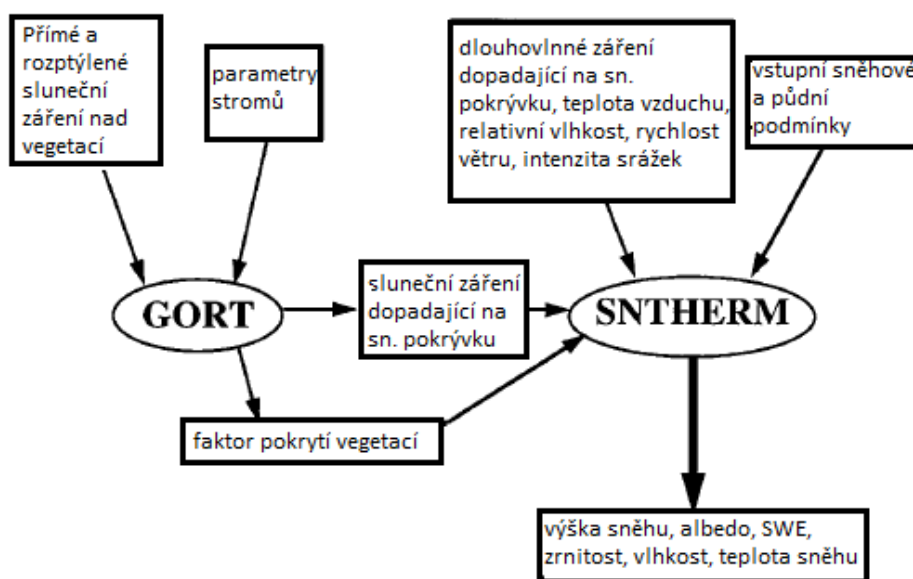 Přímé a
rozptýlené
sluneční
záření nad
vegetací
parametry
stromů
dlouhovlnné záření
dopadající na sn.
pokrývku, teplota vzduchu,
relativní vlhkost, rychlost
větru, intenzita srážek
vstupní sněhové
a půdní
podmínky
GORT
sluneční záření
dopadající na
sn. pokrývku
SNTHERM
faktor pokrytí vegetací
výška sněhu, albedo, SWE,
zrnitost, vlhkost, teplota sněhu